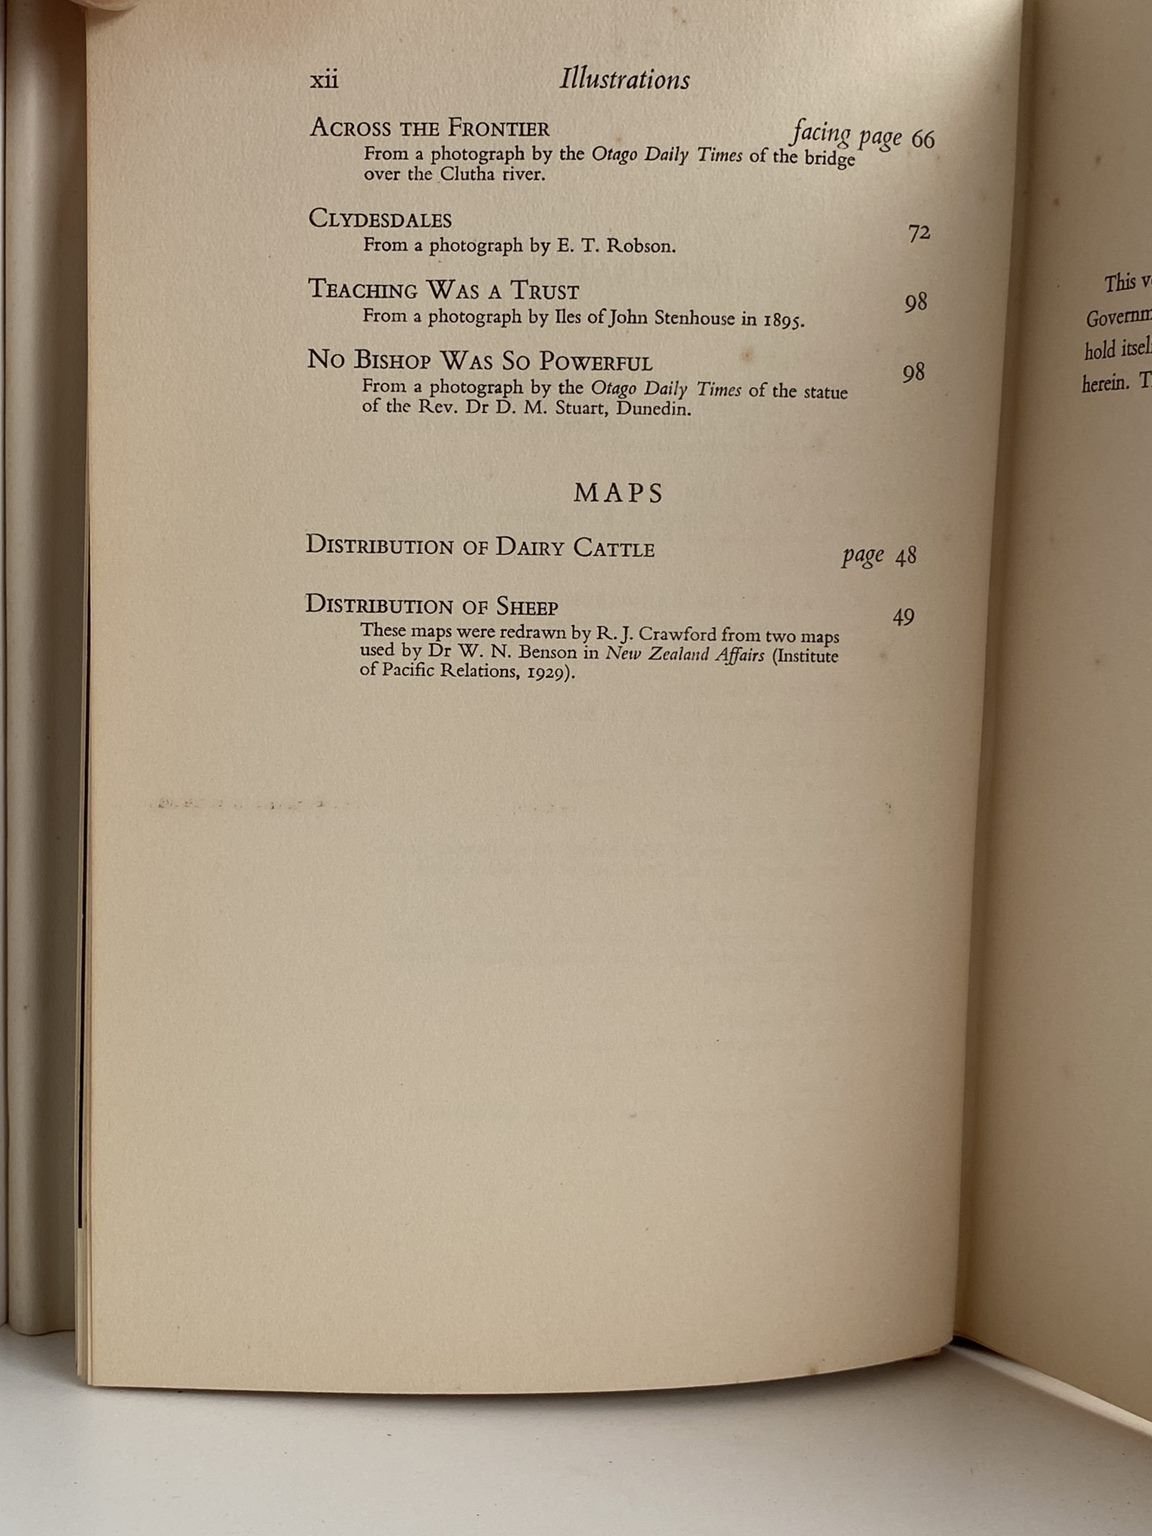 xii Illustrations
ACROSS THE FRONTIER facing page 66
From a photograph by the Otago Daily Times of the bridge
over the Clutha river.
CLYDESDALES 72
From a photograph by E. T. Robson.
TEACHING WAS A TRUST 98
From a photograph by Iles of John Stenhouse in 1895.
NO BISHOP WAS SO POWERFUL 98
From a photograph by the Otago Daily Times of the statue
of the Rev. Dr D. M. Stuart, Dunedin.
MAPS
DISTRIBUTION OF DAIRY CATTLE page 48
DISTRIBUTION OF SHEEP 49
These maps were redrawn by R. J. Crawford from two maps
used by Dr W. N. Benson in New Zealand Affairs (Institute
of Pacific Relations, 1929).
This
hold
herein.